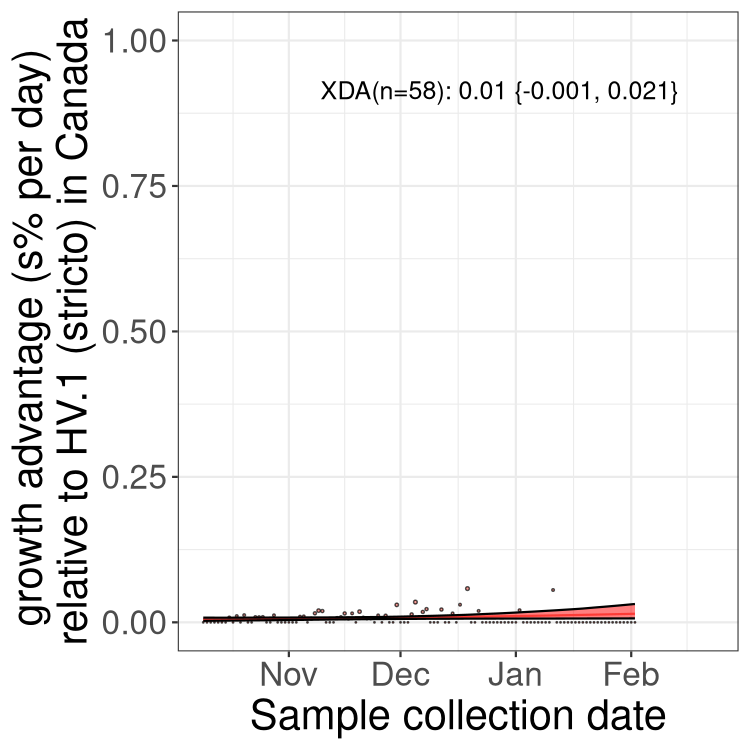 growth advantage (s% per day)
relative to HV.1 (stricto) in Canada
1.00
0.75
0.50
0.25
0.00
XDA(n=58): 0.01 {-0.001, 0.021}
Nov Dec Jan Feb
Sample collection date